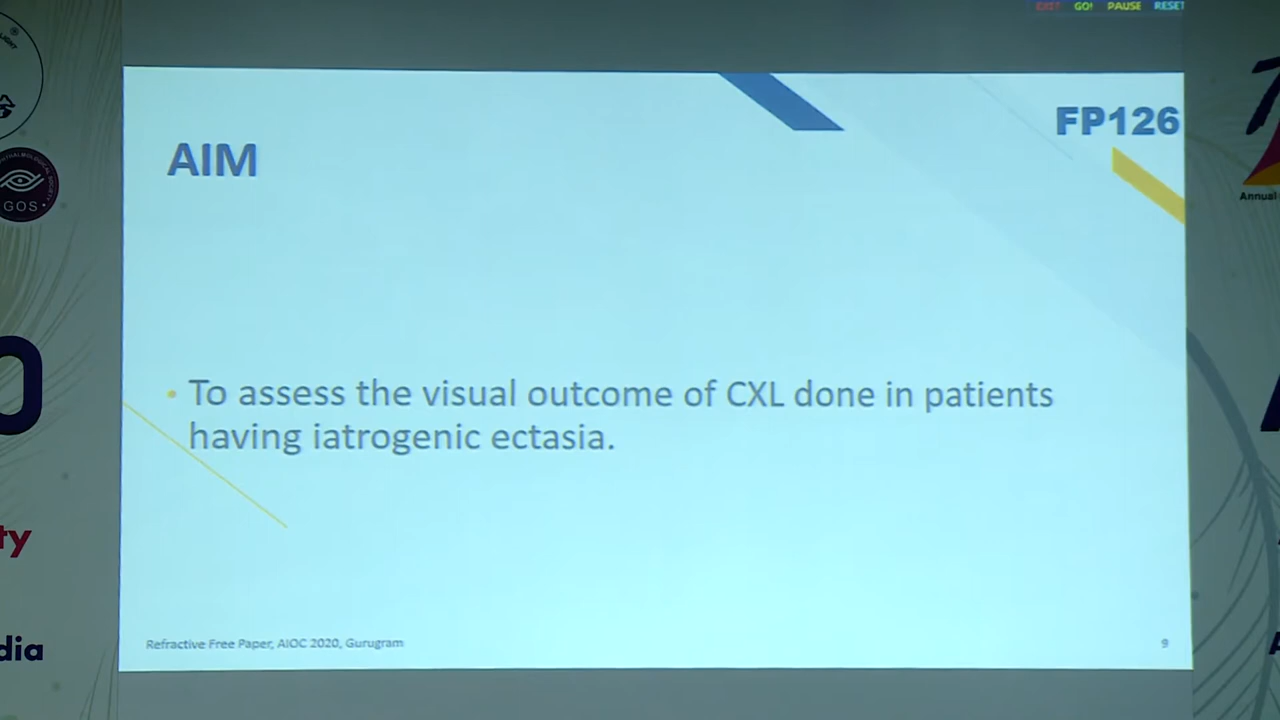 EXIT GO! PAUSE RESET
FP126
AIM
• To assess the visual outcome of CXL done in patients
having iatrogenic ectasia.
Refractive Free Paper, AIOC 2020, Gurugram
9
GOS
Annual
ty
dia